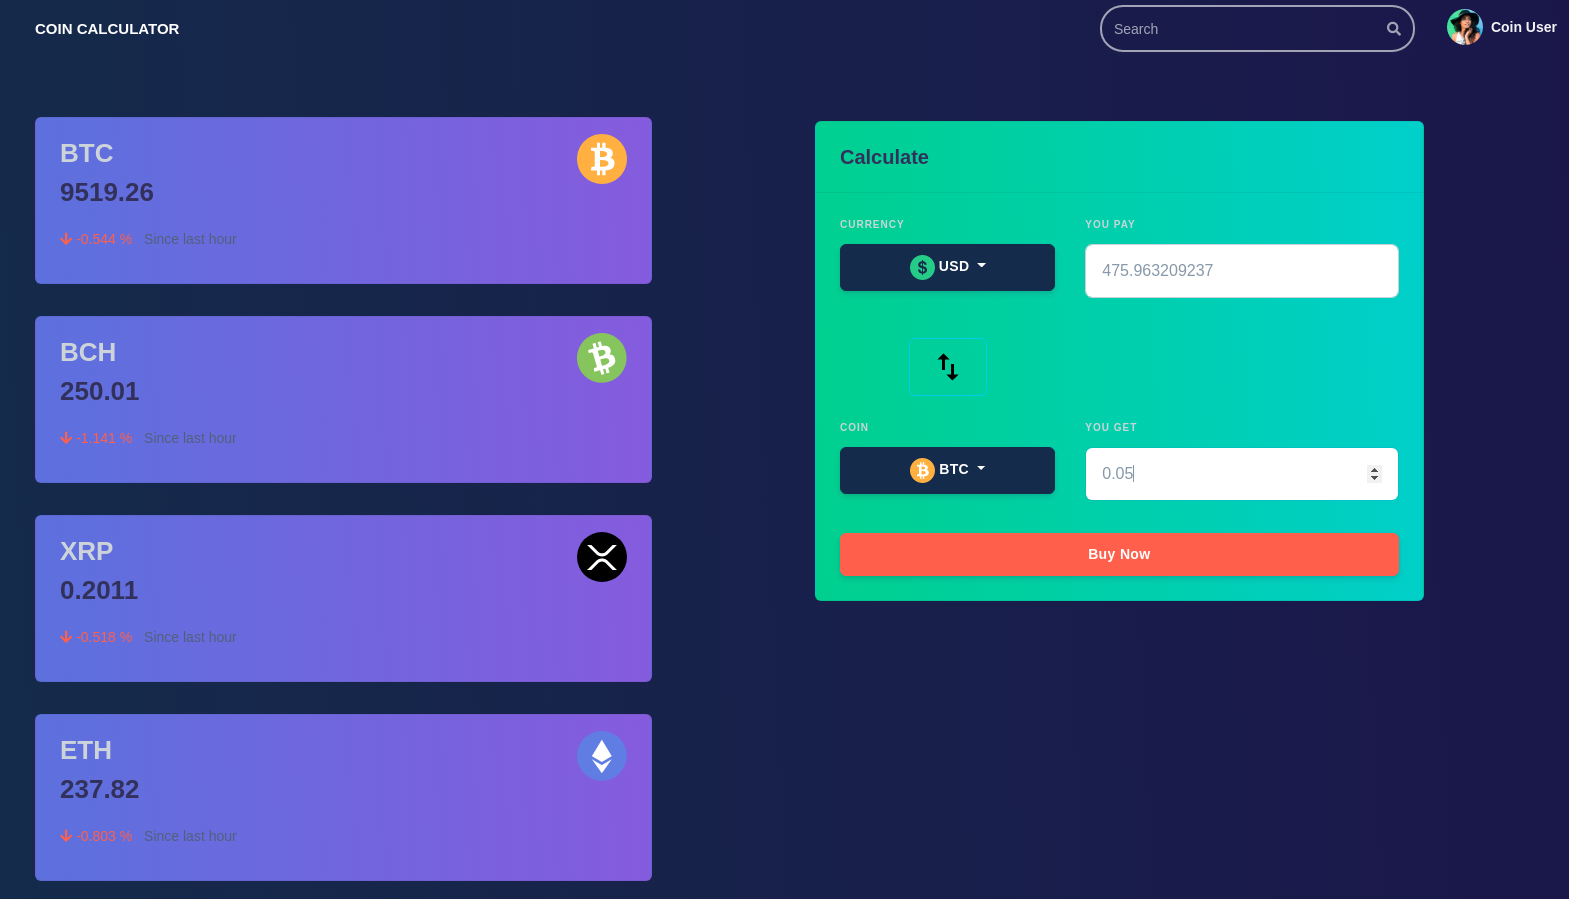 COIN CALCULATOR
Search
Coin User
BTC
9519.26
-0.544 % Since last hour
BCH
250.01
-1.141 % Since last hour
XRP
0.2011
-0.518 % Since last hour
ETH
237.82
-0.803 % Since last hour
Calculate
CURRENCY YOU PAY
$ USD 475.963209237
COIN YOU GET
BTC 0.05
Buy Now